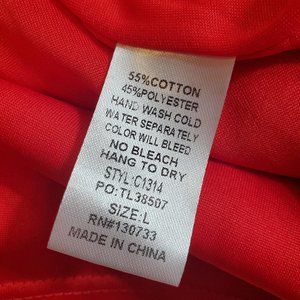 55%COTTON
45%POLYESTER
HAND WASH COLD
WATER SEPARATELY
COLOR WILL BLEED
NO BLEACH
HANG TO DRY
STYL:C1314
PO:TL38507
SIZE:L
RN#130733
MADE IN CHINA